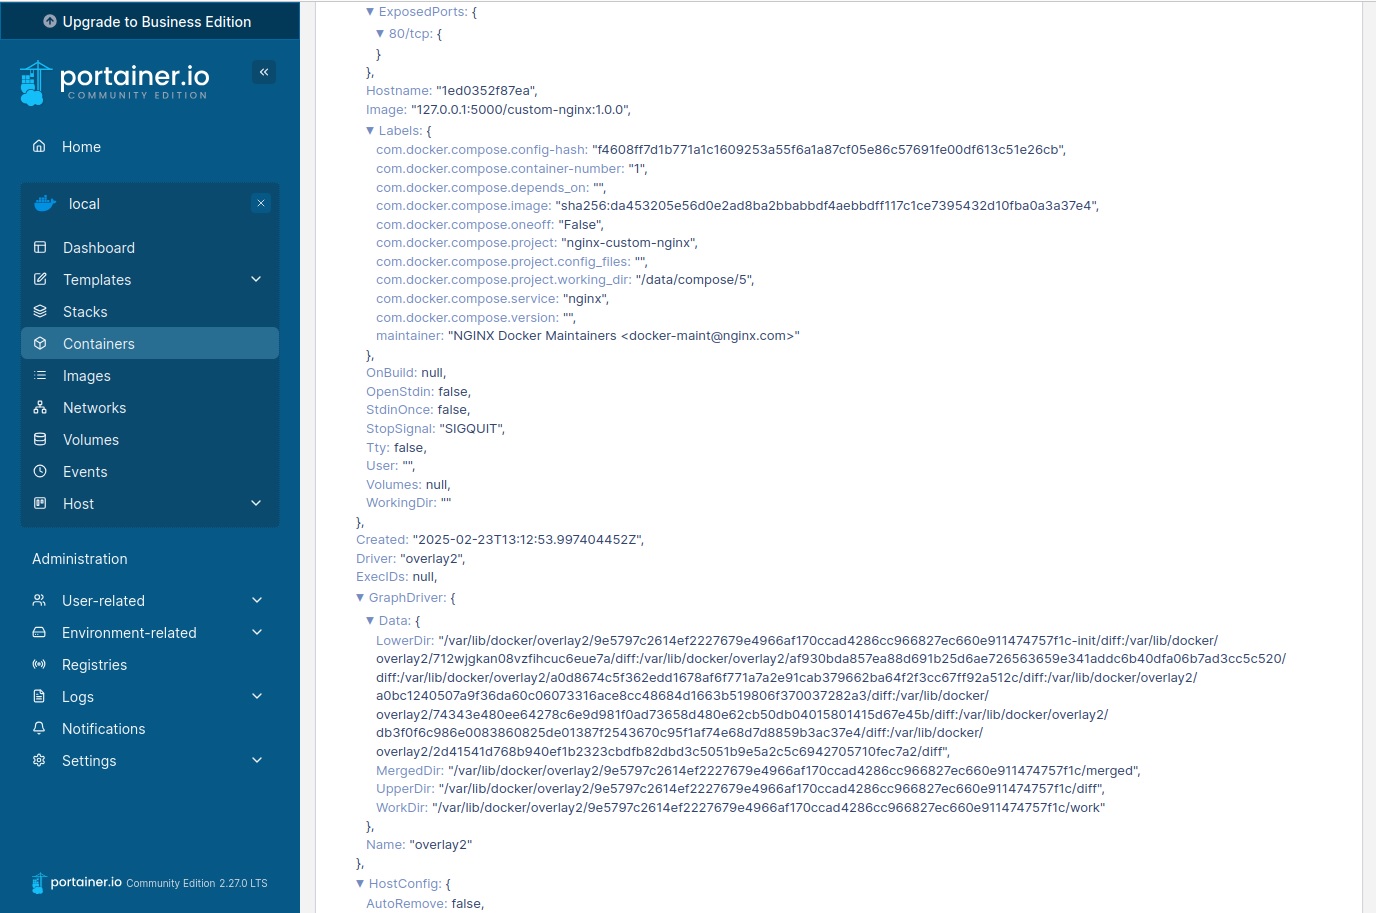 Upgrade to Business Edition
portainer.io
COMMUNITY EDITION
Home
local
Dashboard
Templates
Stacks
Containers
Images
Networks
Volumes
Events
Host
Administration
User-related
Environment-related
Registries
Logs
Notifications
Settings
portainer.io Community Edition 2.27.0 LTS
ExposedPorts: {
80/tcp: {
}
},
Hostname: "1ed0352f87ea",
Image: "127.0.0.1:5000/custom-nginx:1.0.0",
Labels: {
com.docker.compose.config-hash: "f4608ff7d1b771a1c1609253a55f6a1a87cf05e86c57691fe00df613c51e26cb",
com.docker.compose.container-number: "1",
com.docker.compose.depends_on: "",
com.docker.compose.image: "sha256:da453205e56d0e2ad8ba2bbabbdf4aebbdff117c1ce7395432d10fba0a3a37e4",
com.docker.compose.oneoff: "False",
com.docker.compose.project: "nginx-custom-nginx",
com.docker.compose.project.config_files: "",
com.docker.compose.project.working_dir: "/data/compose/5",
com.docker.compose.service: "nginx",
com.docker.compose.version: "",
maintainer: "NGINX Docker Maintainers <docker-maint@nginx.com>"
},
OnBuild: null,
OpenStdin: false,
StdinOnce: false,
StopSignal: "SIGQUIT",
Tty: false,
User: "",
Volumes: null,
WorkingDir: ""
},
Created: "2025-02-23T13:12:53.997404452Z",
Driver: "overlay2",
ExecIDs: null,
GraphDriver: {
Data: {
LowerDir: "/var/lib/docker/overlay2/9e5797c2614ef2227679e4966af170ccad4286cc966827ec660e911474757f1c-init/diff:/var/lib/docker/
overlay2/712wjgkan08vzfihcuc6eue7a/diff:/var/lib/docker/overlay2/af930bda857ea88d691b25d6ae726563659e341addc6b40dfa06b7ad3cc5c520/
diff:/var/lib/docker/overlay2/a0d8674c5f362edd1678af6f771a7a2e91cab379662ba64f2f3cc67ff92a512c/diff:/var/lib/docker/overlay2/
a0bc1240507a9f36da60c06073316ace8cc48684d1663b519806f370037282a3/diff:/var/lib/docker/
overlay2/74343e480ee64278c6e9d981f0ad73658d480e62cb50db04015801415d67e45b/diff:/var/lib/docker/overlay2/
db3f0f6c986e0083860825de01387f2543670c95f1af74e68d7d8859b3ac37e4/diff:/var/lib/docker/
overlay2/2d41541d768b940ef1b2323cbdfb82dbd3c5051b9e5a2c5c6942705710fec7a2/diff",
MergedDir: "/var/lib/docker/overlay2/9e5797c2614ef2227679e4966af170ccad4286cc966827ec660e911474757f1c/merged",
UpperDir: "/var/lib/docker/overlay2/9e5797c2614ef2227679e4966af170ccad4286cc966827ec660e911474757f1c/diff",
WorkDir: "/var/lib/docker/overlay2/9e5797c2614ef2227679e4966af170ccad4286cc966827ec660e911474757f1c/work"
},
Name: "overlay2"
},
HostConfig: {
AutoRemove: false,